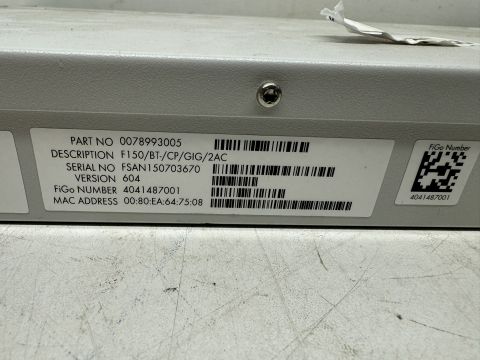 PART NO 0078993005
DESCRIPTION F150/BT-/CP/GIG/2AC
SERIAL NO FSAN150703670
VERSION 604
FiGo NUMBER 4041487001
MAC ADDRESS 00:80:EA:64:75:08
FiGo Number
4041487001